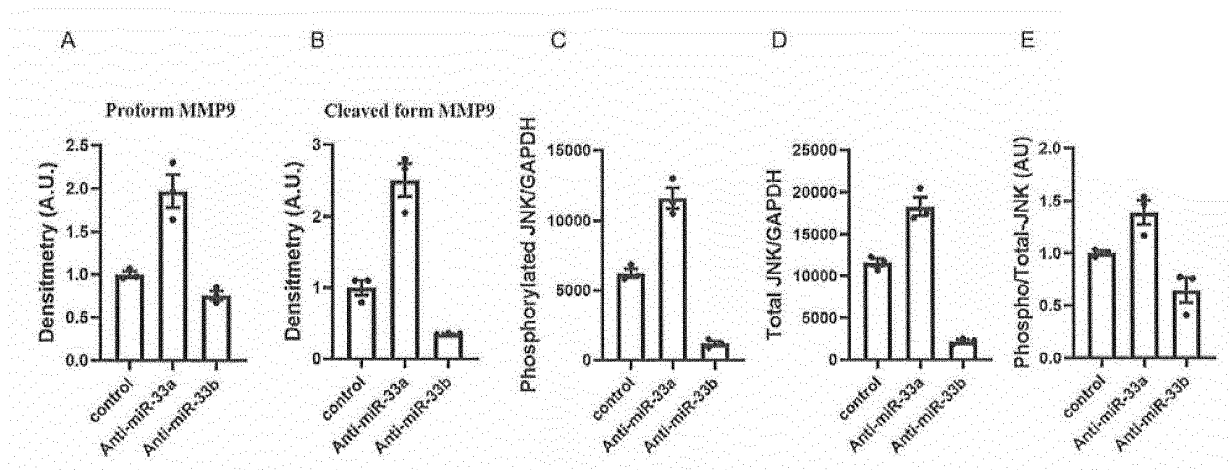 A
B
C
D
E
Proform MMP9
Densitmetry (A.U.)
2.5
2.0
1.5
1.0
0.5
0.0
control
Anti-miR-33a
Anti-miR-33b
Cleaved form MMP9
Densitmetry (A.U.)
3
2
1
0
control
Anti-miR-33a
Anti-miR-33b
Phosphorylated JNK/GAPDH
15000
10000
5000
0
control
Anti-miR-33a
Anti-miR-33b
Total JNK/GAPDH
25000
20000
15000
10000
5000
0
control
Anti-miR-33a
Anti-miR-33b
Phospho/Total-JNK (AU)
2.0
1.5
1.0
0.5
0.0
control
Anti-miR-33a
Anti-miR-33b